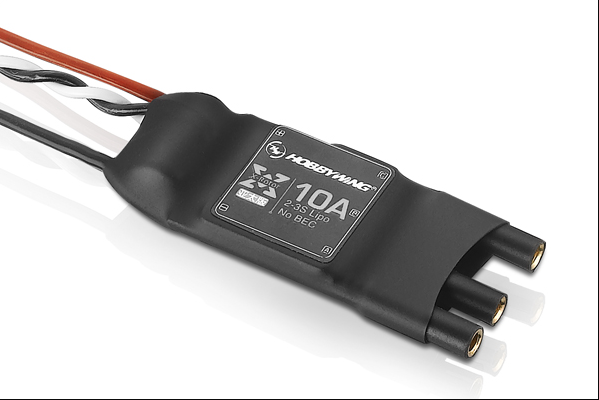 HOBBYWING®
XRotor
10A
2-3S Lipo
No BEC
C
B
A